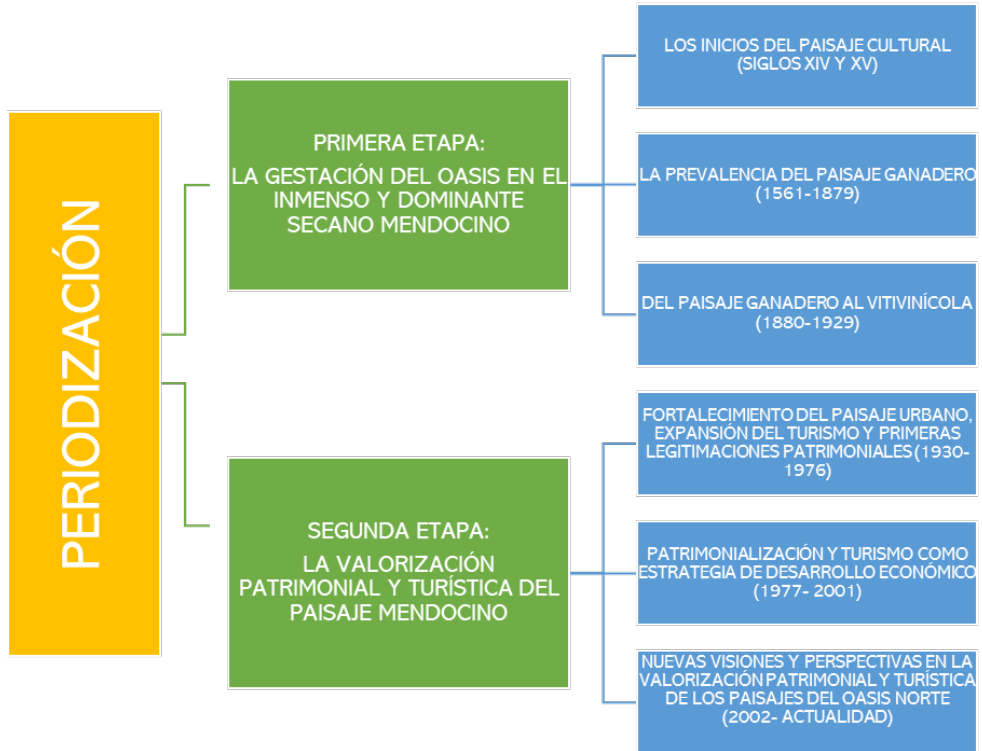 PERIODIZACIÓN
PRIMERA ETAPA:
LA GESTACIÓN DEL OASIS EN EL
INMENSO Y DOMINANTE
SECANO MENDOCINO
LOS INICIOS DEL PAISAJE CULTURAL
(SIGLOS XIV Y XV)
LA PREVALENCIA DEL PAISAJE GANADERO
(1561-1879)
DEL PAISAJE GANADERO AL VITIVINÍCOLA
(1880-1929)
SEGUNDA ETAPA:
LA VALORIZACIÓN
PATRIMONIAL Y TURÍSTICA DEL
PAISAJE MENDOCINO
FORTALECIMIENTO DEL PAISAJE URBANO,
EXPANSIÓN DEL TURISMO Y PRIMERAS
LEGITIMACIONES PATRIMONIALES (1930-
1976)
PATRIMONIALIZACIÓN Y TURISMO COMO
ESTRATEGIA DE DESARROLLO ECONÓMICO
(1977- 2001)
NUEVAS VISIONES Y PERSPECTIVAS EN LA
VALORIZACIÓN PATRIMONIAL Y TURÍSTICA
DE LOS PAISAJES DEL OASIS NORTE
(2002- ACTUALIDAD)